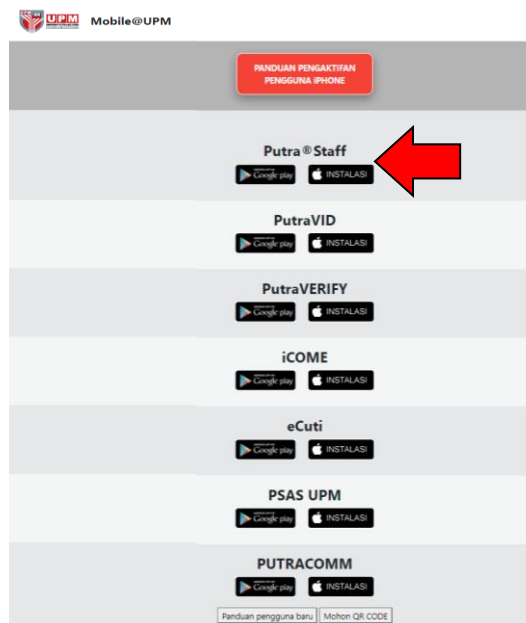 UPM
Mobile@UPM
PANDUAN PENGAKTIFAN
PENGGUNA iPHONE
Putra®Staff
Google play
INSTALASI
PutraVID
Google play
INSTALASI
PutraVERIFY
Google play
INSTALASI
iCOME
Google play
INSTALASI
eCuti
Google play
INSTALASI
PSAS UPM
Google play
INSTALASI
PUTRACOMM
Google play
INSTALASI
Panduan pengguna baru
Mohon QR CODE